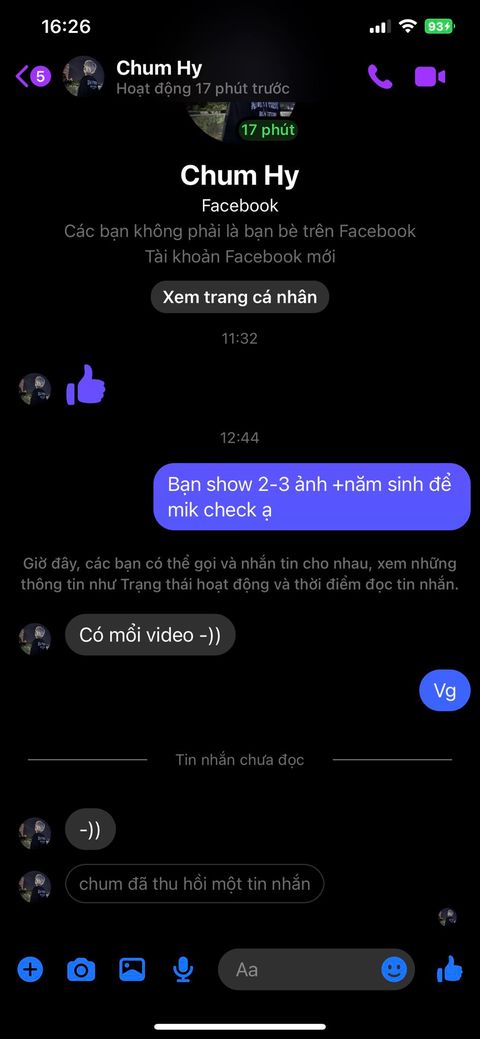 16:26
93
5
Chum Hy
Hoạt động 17 phút trước
17 phút
Chum Hy
Facebook
Các bạn không phải là bạn bè trên Facebook
Tài khoản Facebook mới
Xem trang cá nhân
11:32
12:44
Bạn show 2-3 ảnh +năm sinh để
mik check ạ
Giờ đây, các bạn có thể gọi và nhắn tin cho nhau, xem những
thông tin như Trạng thái hoạt động và thời điểm đọc tin nhắn.
Có mổi video -))
Vg
Tin nhắn chưa đọc
-))
chum đã thu hồi một tin nhắn
Aa